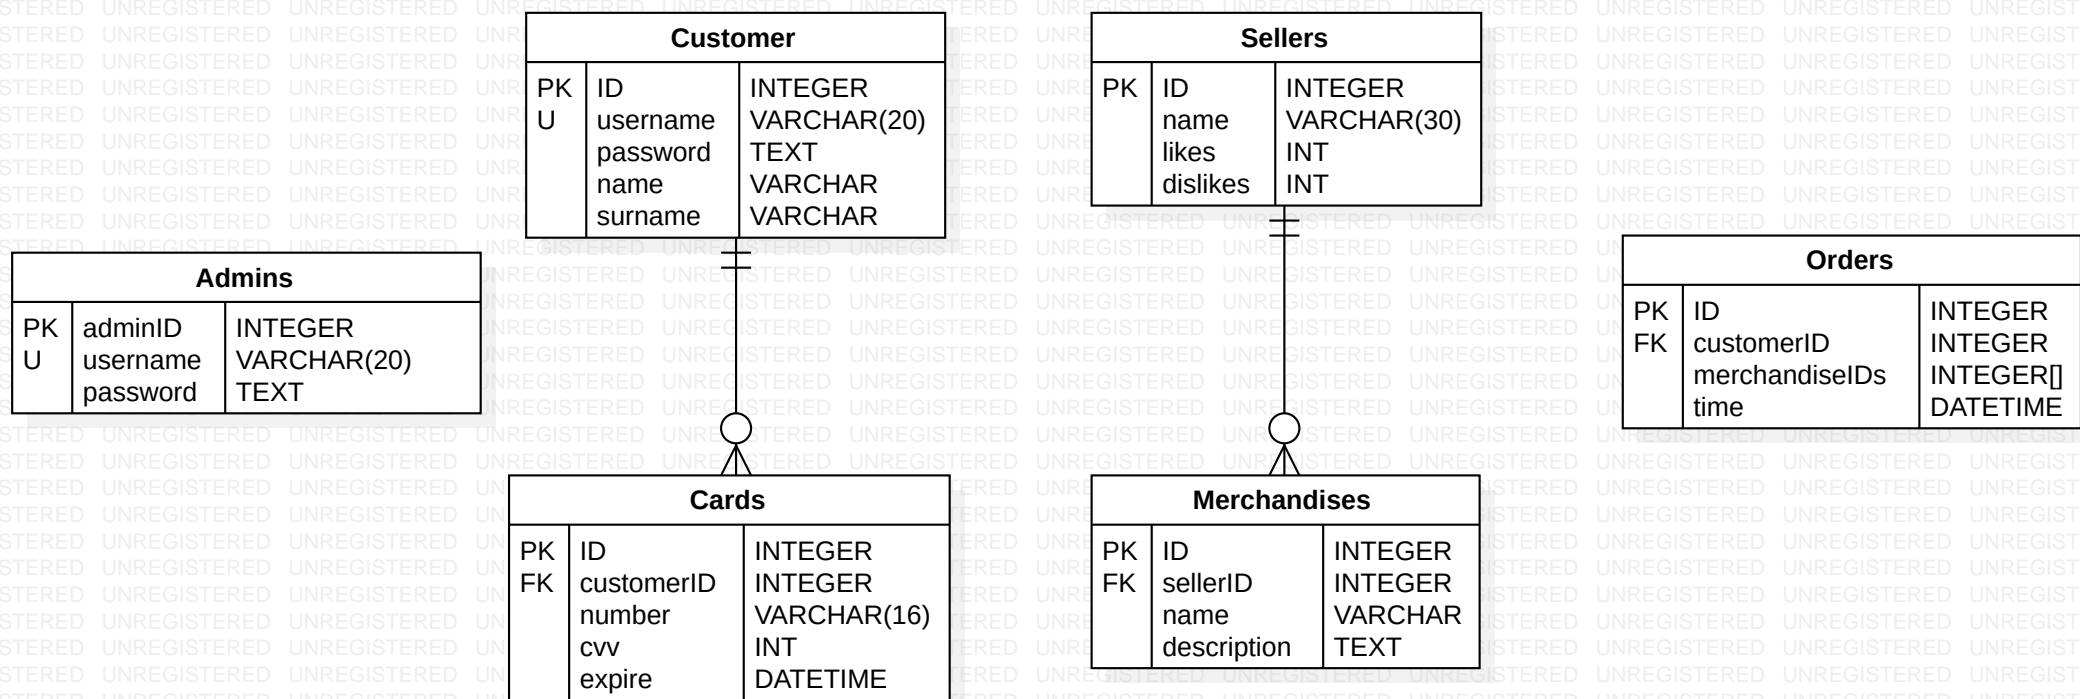 Customer
PK ID INTEGER
U username VARCHAR(20)
password TEXT
name VARCHAR
surname VARCHAR
Sellers
PK ID INTEGER
name VARCHAR(30)
likes INT
dislikes INT
Admins
PK adminID INTEGER
U username VARCHAR(20)
password TEXT
Orders
PK ID INTEGER
FK customerID INTEGER
merchandiseIDs INTEGER[]
time DATETIME
Cards
PK ID INTEGER
FK customerID INTEGER
number VARCHAR(16)
cvv INT
expire DATETIME
Merchandises
PK ID INTEGER
FK sellerID INTEGER
name VARCHAR
description TEXT
UNREGISTERED